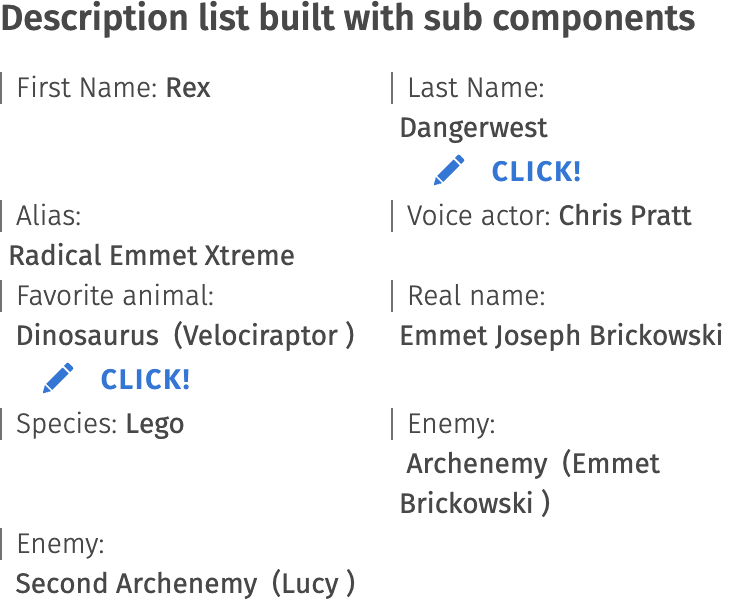 Description list built with sub components
First Name: Rex
Last Name:
Dangerwest
CLICK!
Alias:
Radical Emmet Xtreme
Voice actor: Chris Pratt
Favorite animal:
Dinosaurus (Velociraptor )
CLICK!
Real name:
Emmet Joseph Brickowski
Species: Lego
Enemy:
Archenemy (Emmet
Brickowski )
Enemy:
Second Archenemy (Lucy )